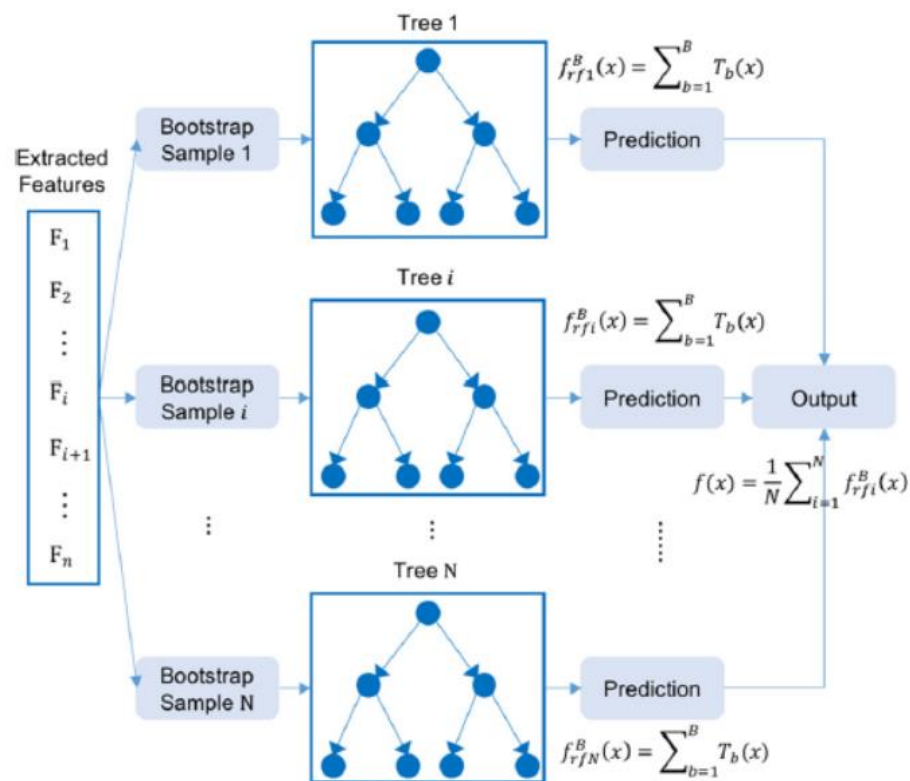 Tree 1
f_{rf1}^{B}(x) = \sum_{b=1}^{B} T_b(x)
Bootstrap
Sample 1
Prediction
Extracted
Features
F₁
F₂
⋮
Fᵢ
Fᵢ₊₁
⋮
Fₙ
Tree i
f_{rfi}^{B}(x) = \sum_{b=1}^{B} T_b(x)
Bootstrap
Sample i
Prediction
Output
f(x) = \frac{1}{N} \sum_{i=1}^{N} f_{rfi}^{B}(x)
⋮
⋮
⋮
Tree N
Bootstrap
Sample N
Prediction
f_{rfN}^{B}(x) = \sum_{b=1}^{B} T_b(x)